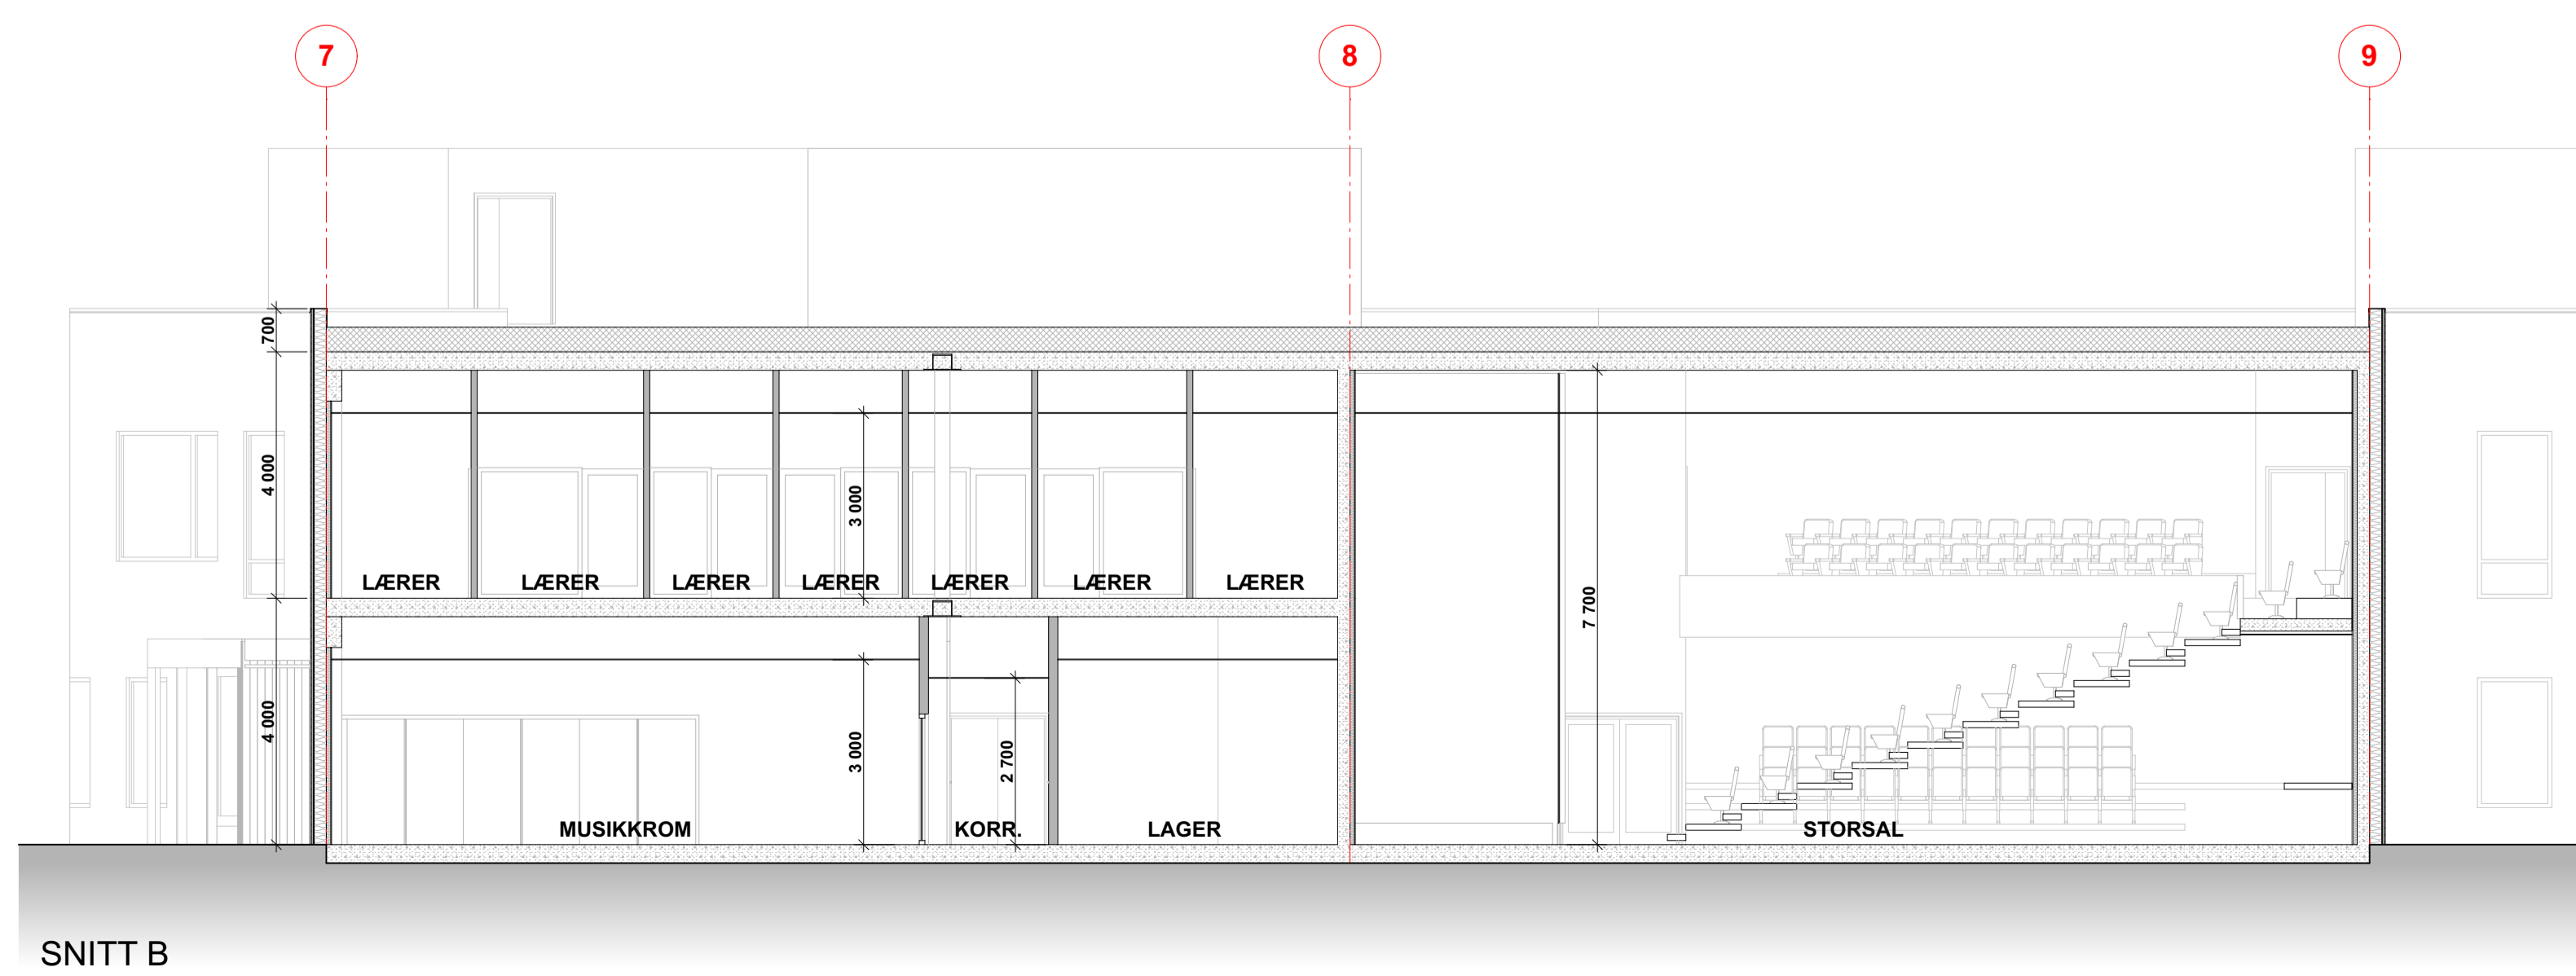 7 8 9
700
4 000
3 000
7 700
LÆRER LÆRER LÆRER LÆRER LÆRER LÆRER LÆRER
4 000
3 000
2 700
MUSIKKROM KORR. LAGER STORSAL
SNITT B